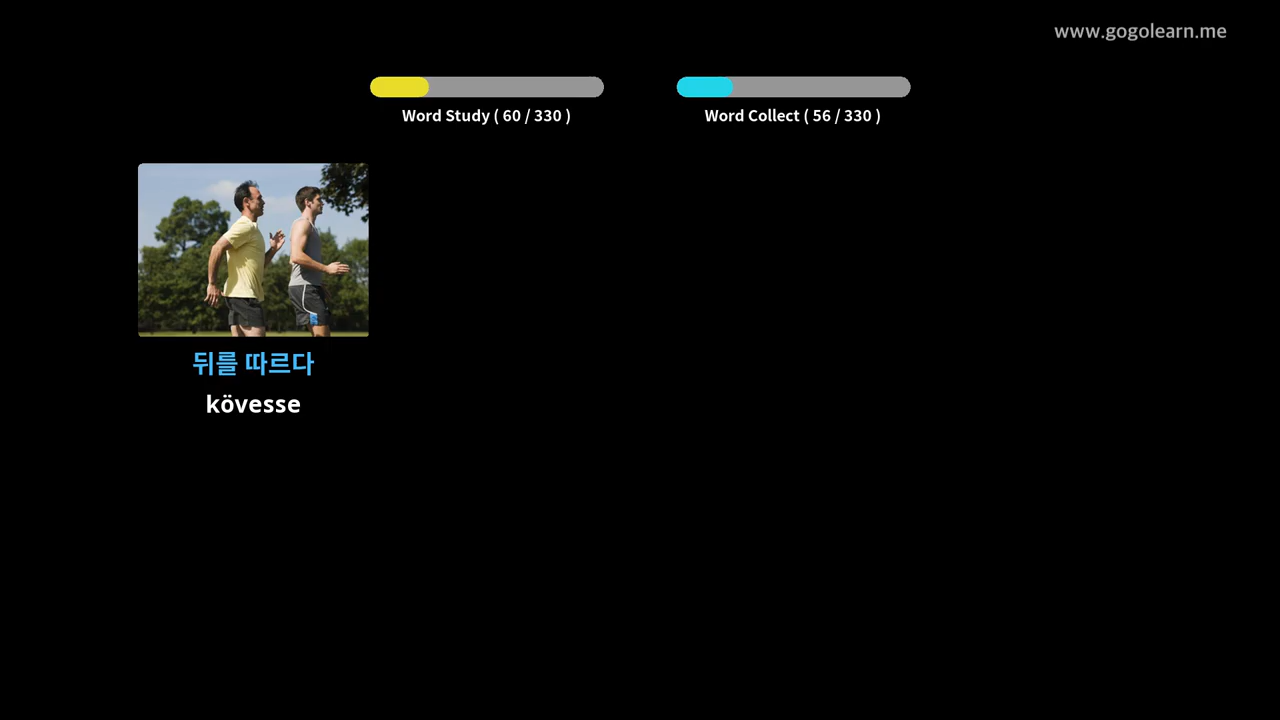 www.gogolearn.me
Word Study ( 60 / 330 )
Word Collect ( 56 / 330 )
뒤를 따르다
kövesse